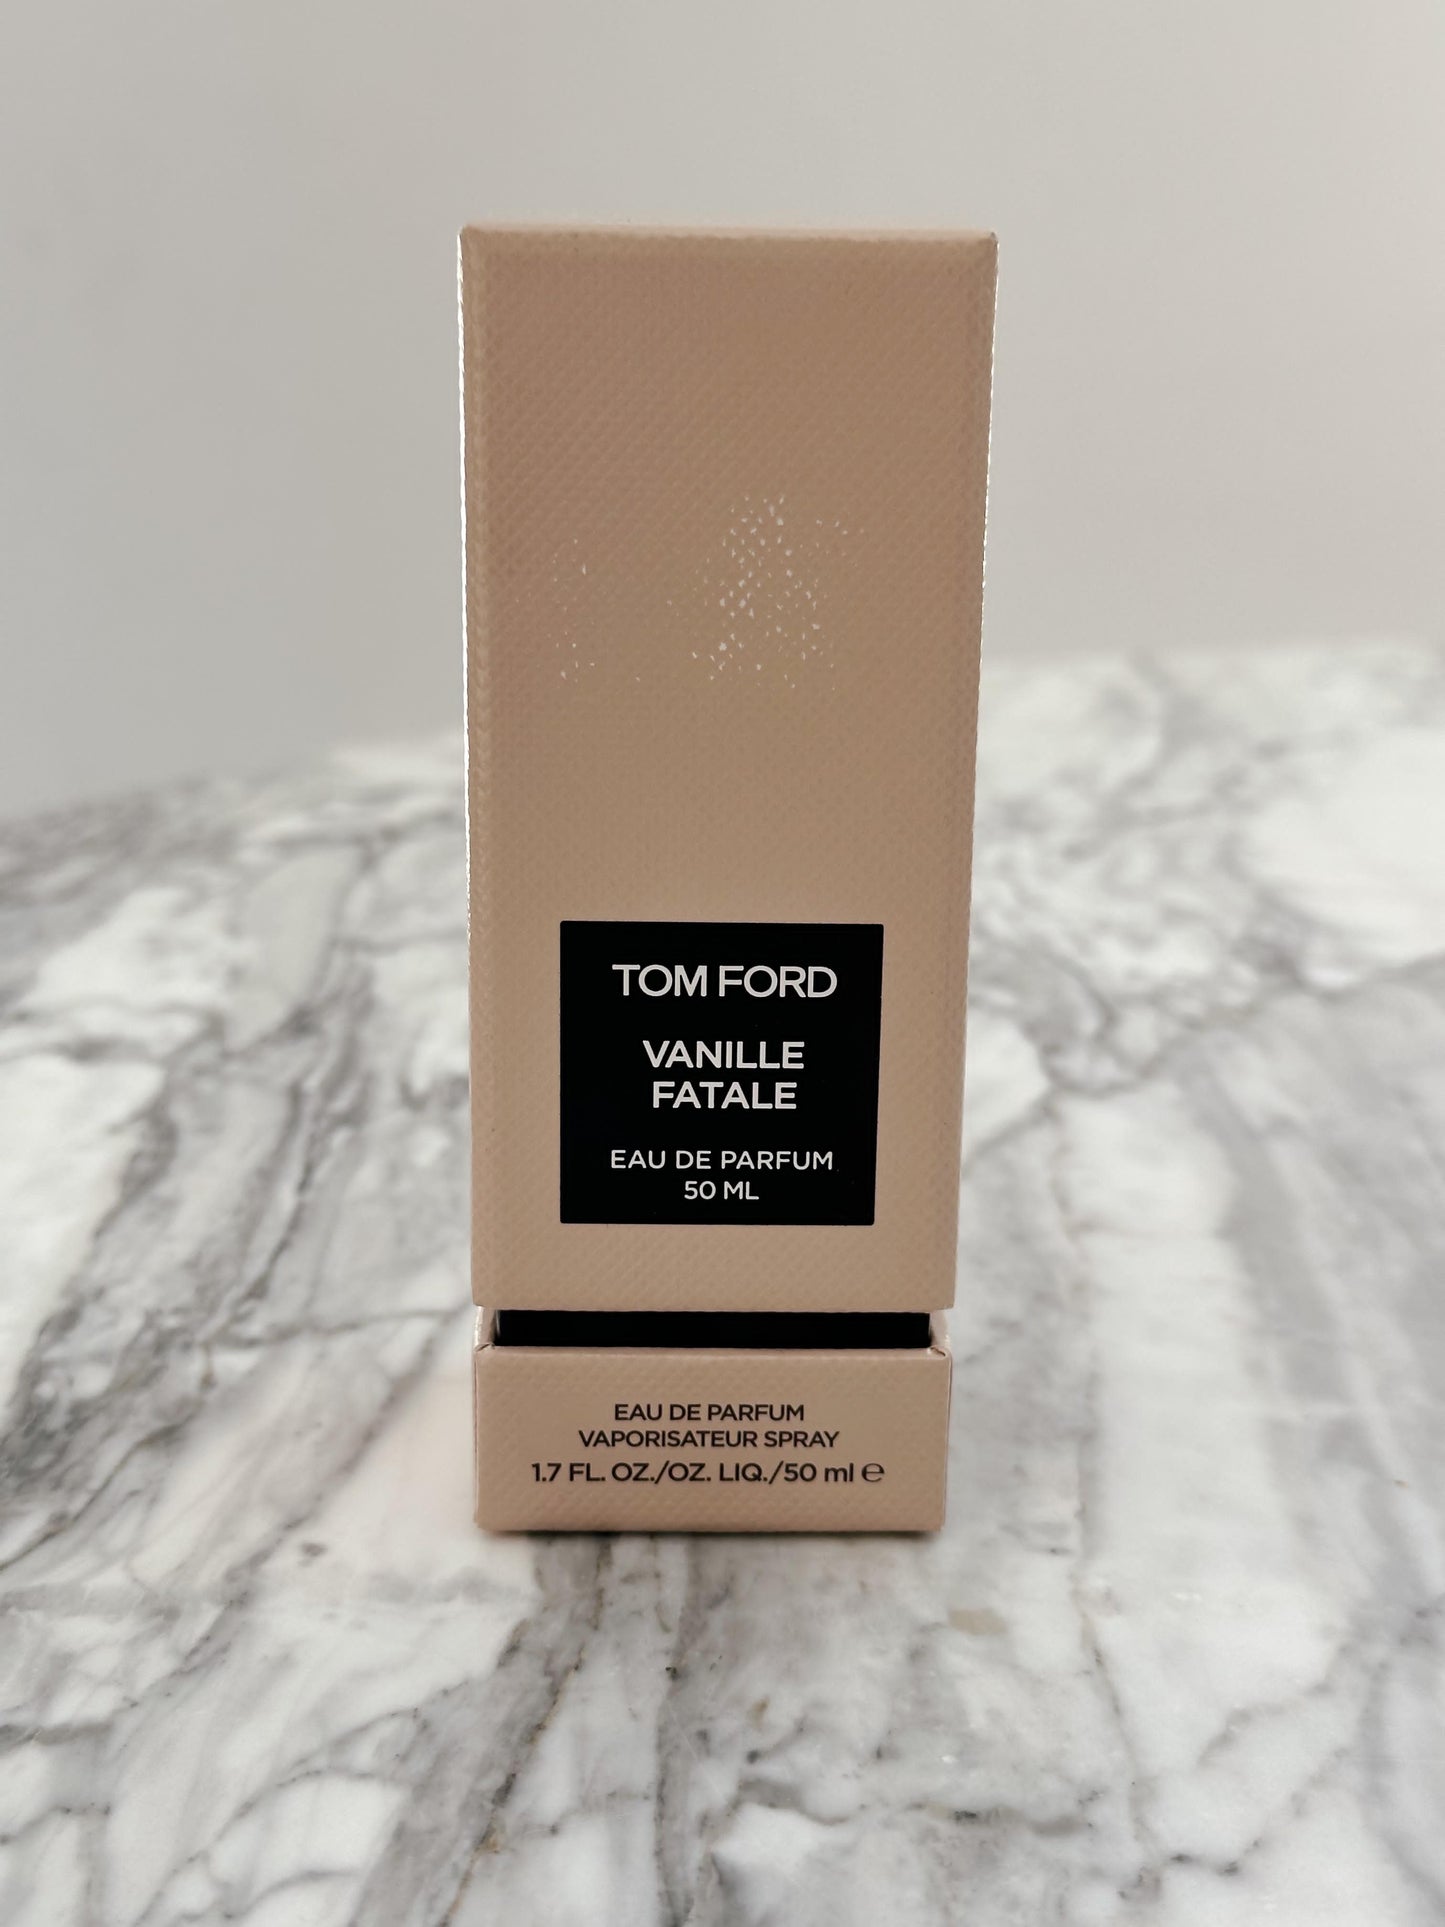 TOM FORD
VANILLE
FATALE
EAU DE PARFUM
50 ML
EAU DE PARFUM
VAPORISATEUR SPRAY
1.7 FL. OZ./OZ. LIQ./50 ml ℮